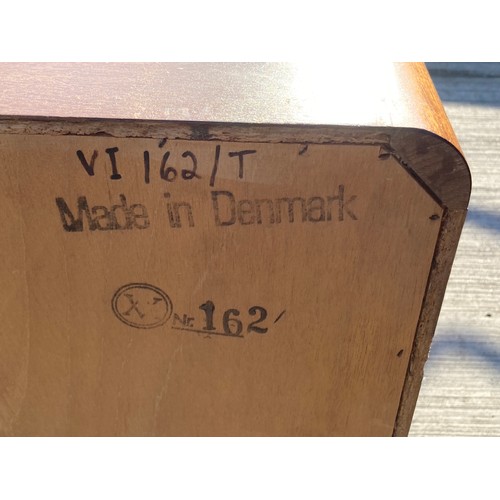 VI 162/T
Made in Denmark
Nr. 162